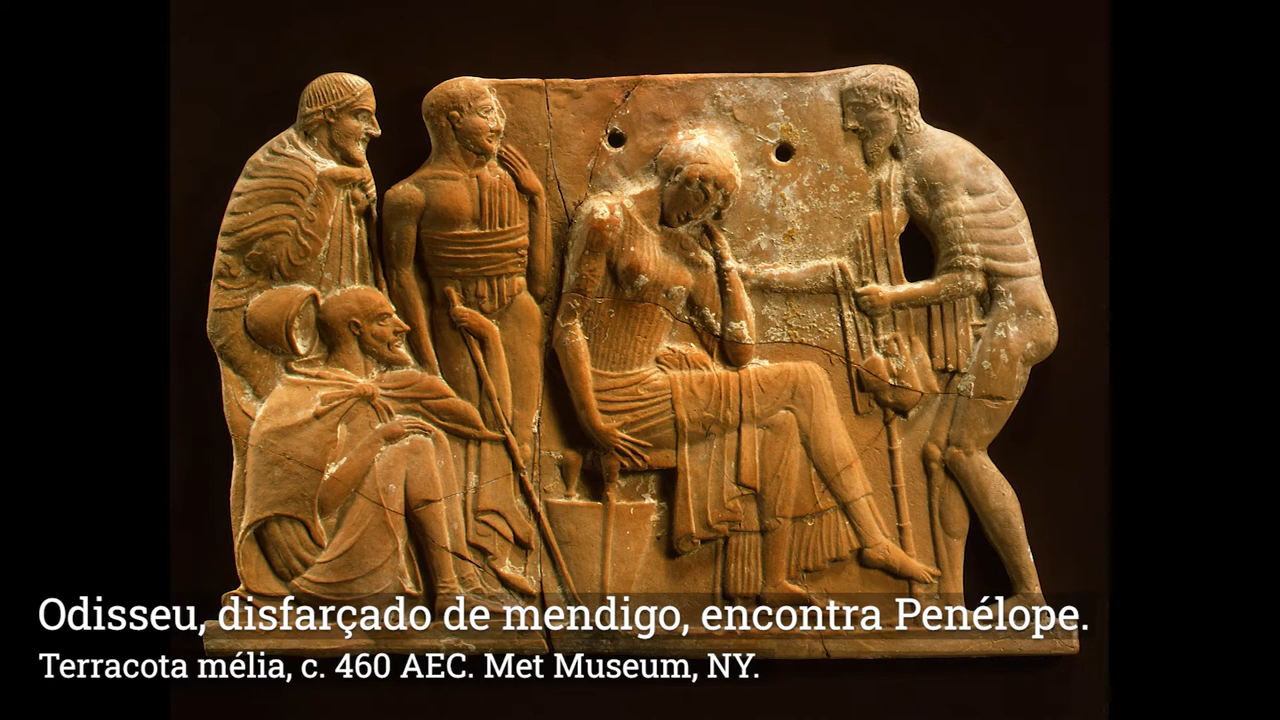 Odisseu, disfarçado de mendigo, encontra Penélope.
Terracota mélia, c. 460 AEC. Met Museum, NY.